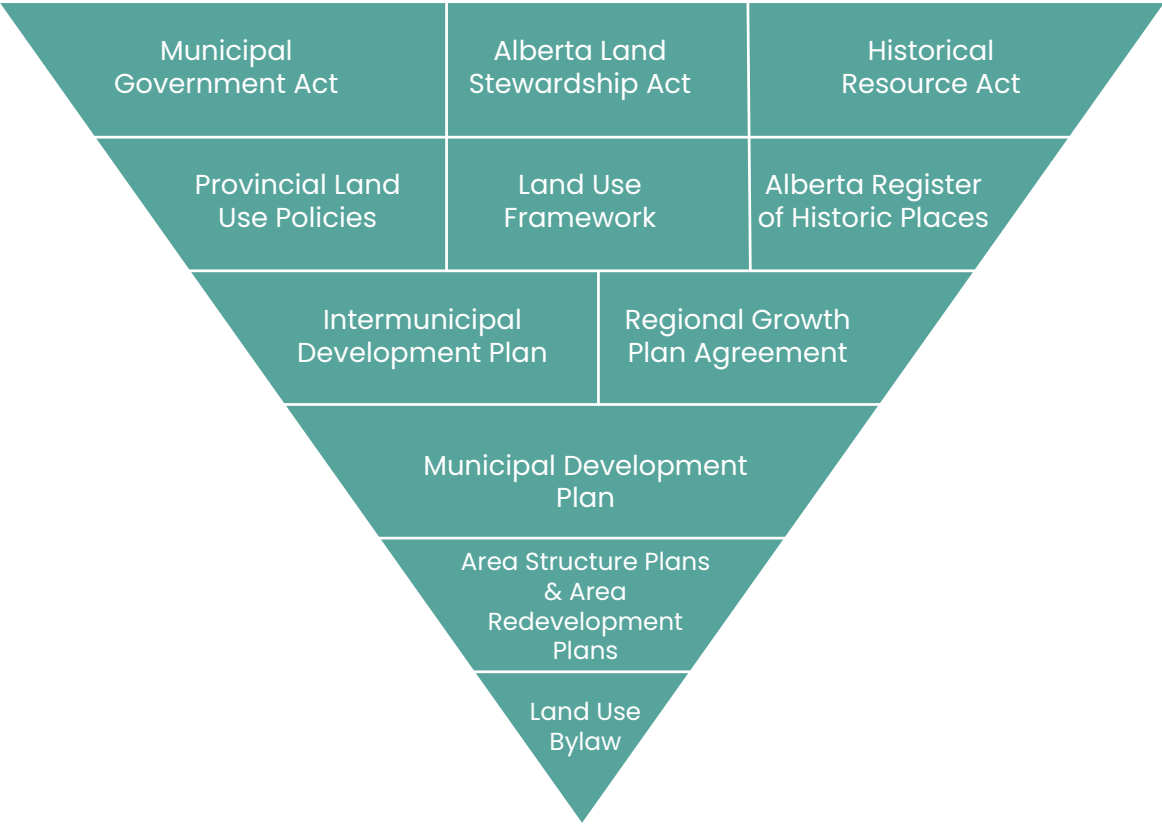 Municipal
Government Act
Alberta Land
Stewardship Act
Historical
Resource Act
Provincial Land
Use Policies
Land Use
Framework
Alberta Register
of Historic Places
Intermunicipal
Development Plan
Regional Growth
Plan Agreement
Municipal Development
Plan
Area Structure Plans
& Area
Redevelopment
Plans
Land Use
Bylaw